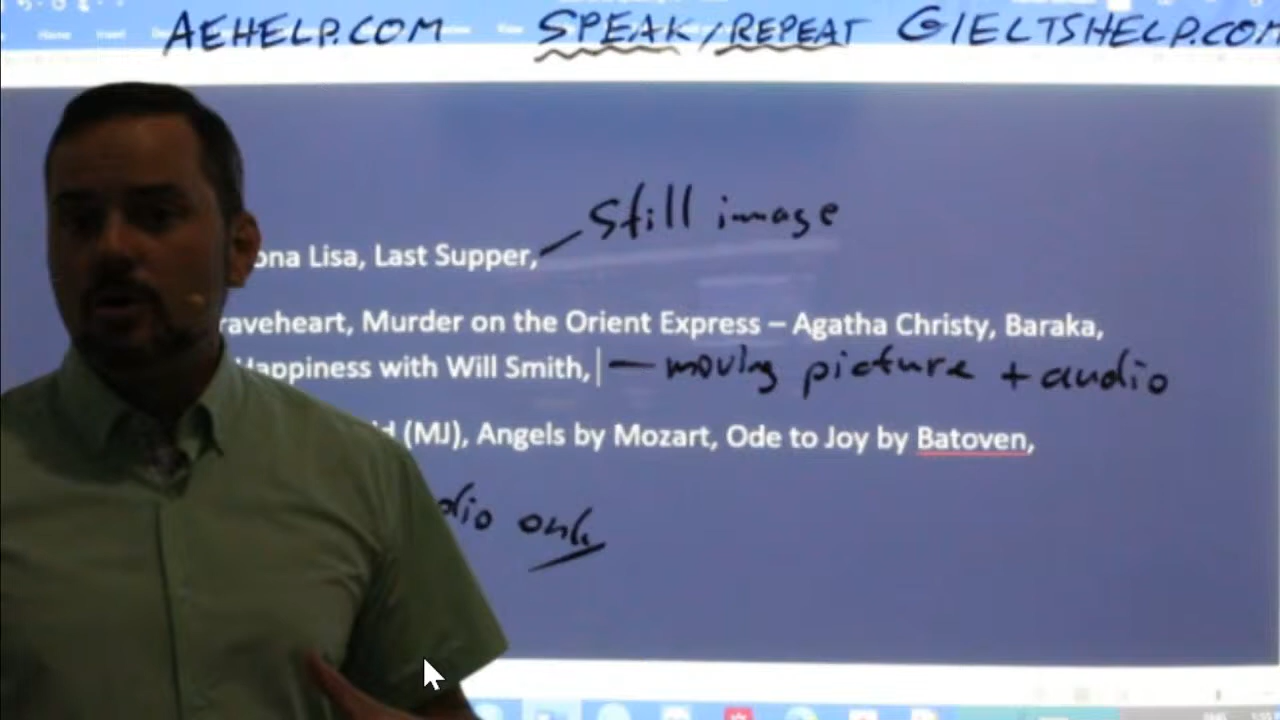 Home Insert
AEHELP.COM SPEAK/REPEAT GIELTSHELP.COM
Still image
ona Lisa, Last Supper,
raveheart, Murder on the Orient Express – Agatha Christy, Baraka,
Happiness with Will Smith, — moving picture + audio
d (MJ), Angels by Mozart, Ode to Joy by Batoven,
dio only